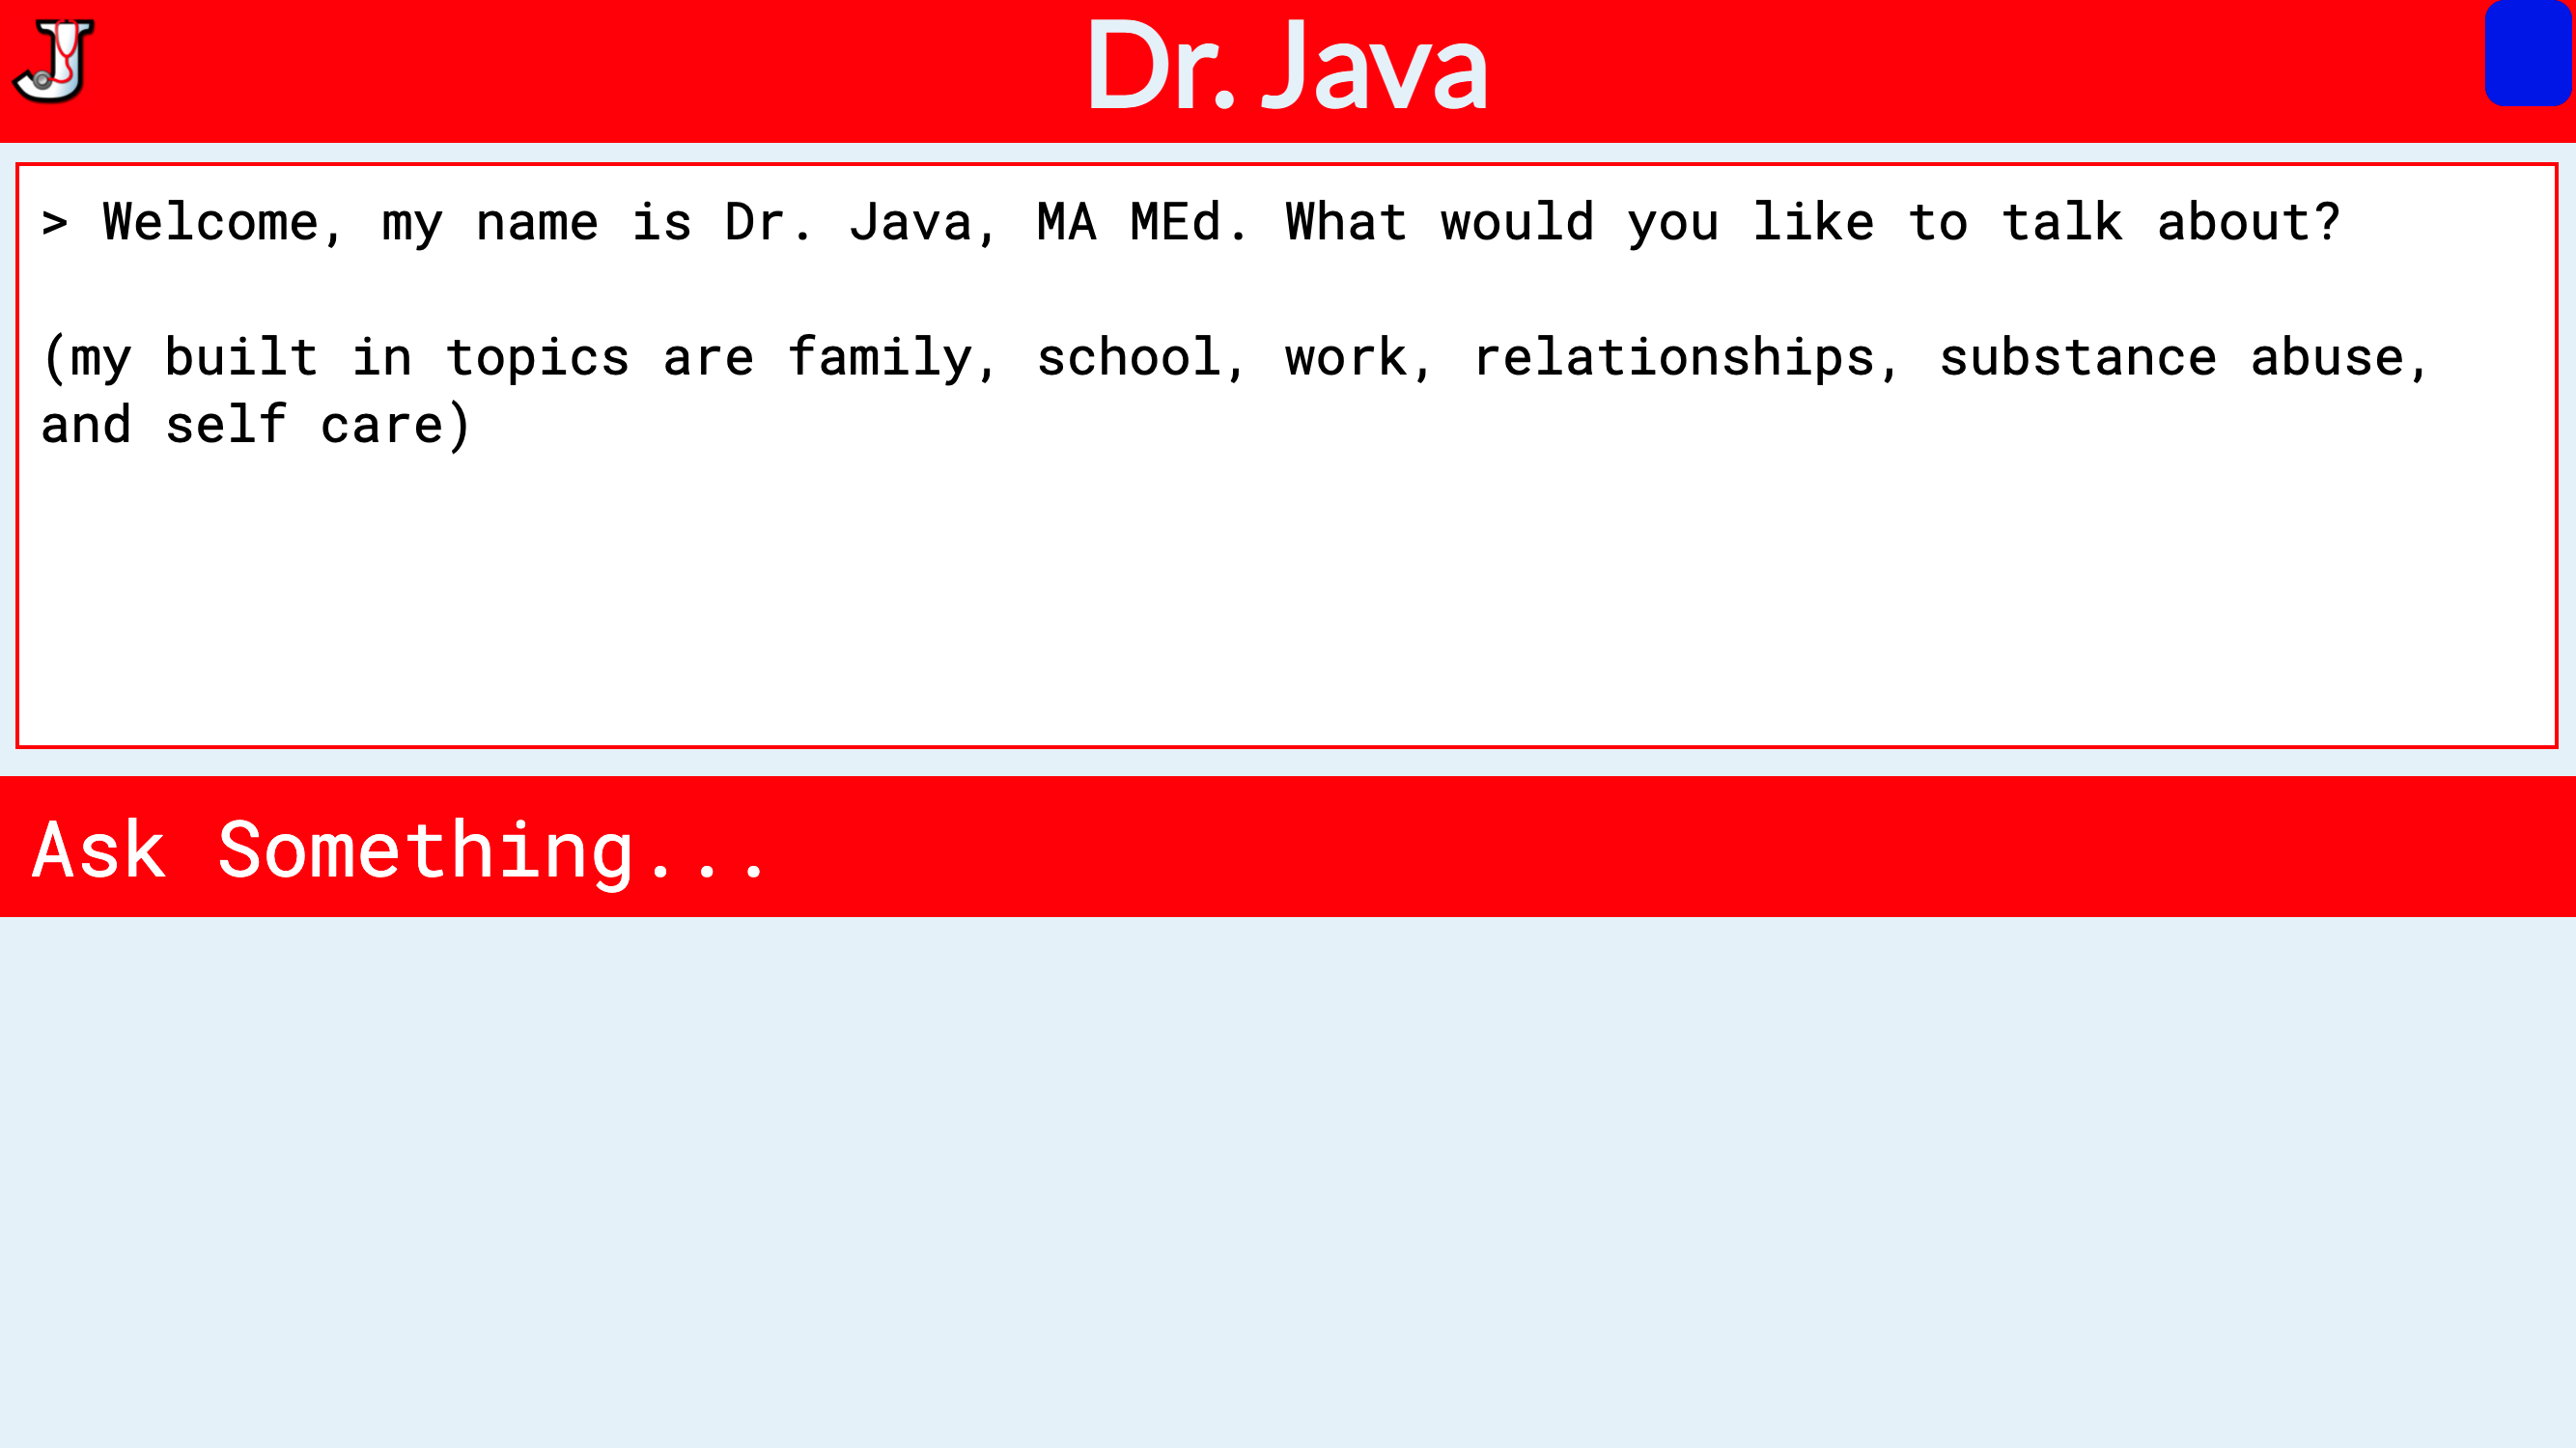 J
Dr. Java
> Welcome, my name is Dr. Java, MA MEd. What would you like to talk about?
(my built in topics are family, school, work, relationships, substance abuse,
and self care)
Ask Something...